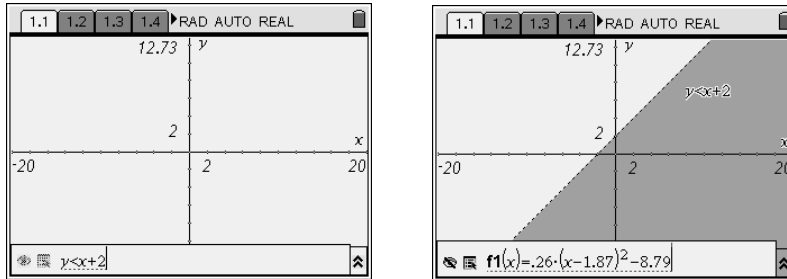 1.1 1.2 1.3 1.4 RAD AUTO REAL
12.73 y
2
x
-20 2 20
y<x+2
1.1 1.2 1.3 1.4 RAD AUTO REAL
12.73 y
y<x+2
2
x
-20 2 20
f1(x)=.26·(x-1.87)²-8.79